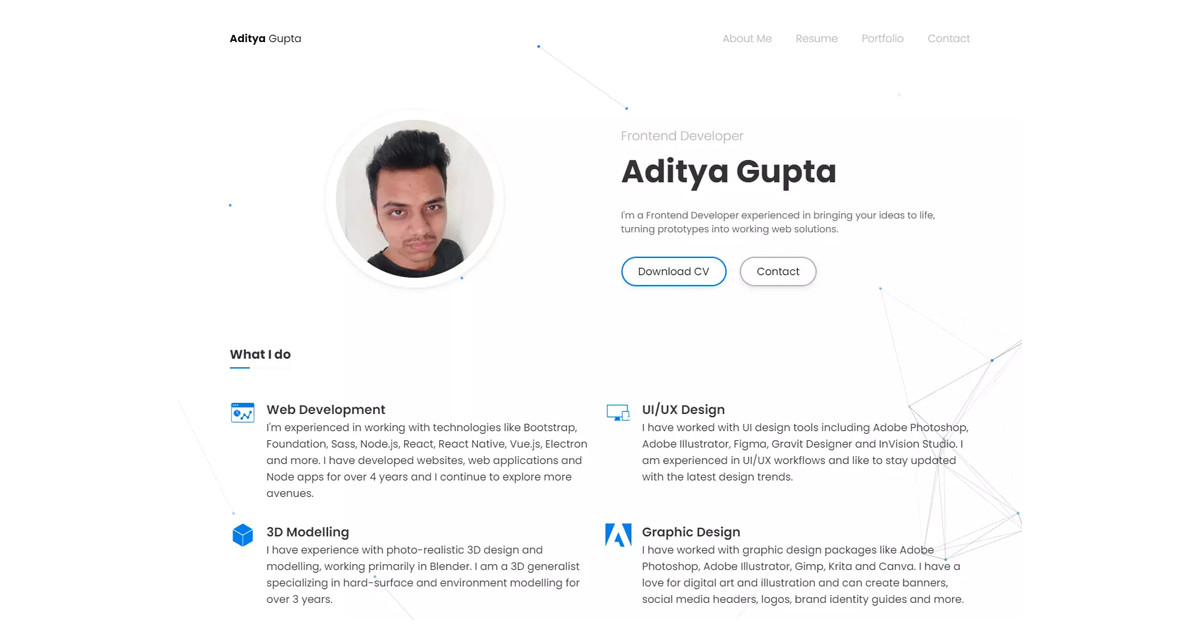 Aditya Gupta
About Me
Resume
Portfolio
Contact
Frontend Developer
Aditya Gupta
I'm a Frontend Developer experienced in bringing your ideas to life,
turning prototypes into working web solutions.
Download CV
Contact
What I do
Web Development
I'm experienced in working with technologies like Bootstrap,
Foundation, Sass, Node.js, React, React Native, Vue.js, Electron
and more. I have developed websites, web applications and
Node apps for over 4 years and I continue to explore more
avenues.
UI/UX Design
I have worked with UI design tools including Adobe Photoshop,
Adobe Illustrator, Figma, Gravit Designer and InVision Studio. I
am experienced in UI/UX workflows and like to stay updated
with the latest design trends.
3D Modelling
I have experience with photo-realistic 3D design and
modelling, working primarily in Blender. I am a 3D generalist
specializing in hard-surface and environment modelling for
over 3 years.
Graphic Design
I have worked with graphic design packages like Adobe
Photoshop, Adobe Illustrator, Gimp, Krita and Canva. I have a
love for digital art and illustration and can create banners,
social media headers, logos, brand identity guides and more.